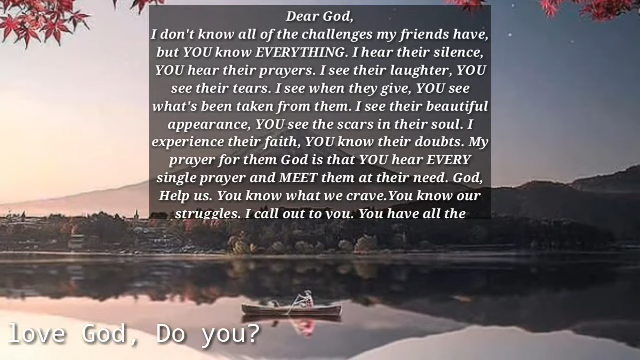 Dear God,
I don't know all of the challenges my friends have,
but YOU know EVERYTHING. I hear their silence,
YOU hear their prayers. I see their laughter, YOU
see their tears. I see when they give, YOU see
what's been taken from them. I see their beautiful
appearance, YOU see the scars in their soul. I
experience their faith, YOU know their doubts. My
prayer for them God is that YOU hear EVERY
single prayer and MEET them at their need. God,
Help us. You know what we crave.You know our
struggles. I call out to you. You have all the
love God, Do you?